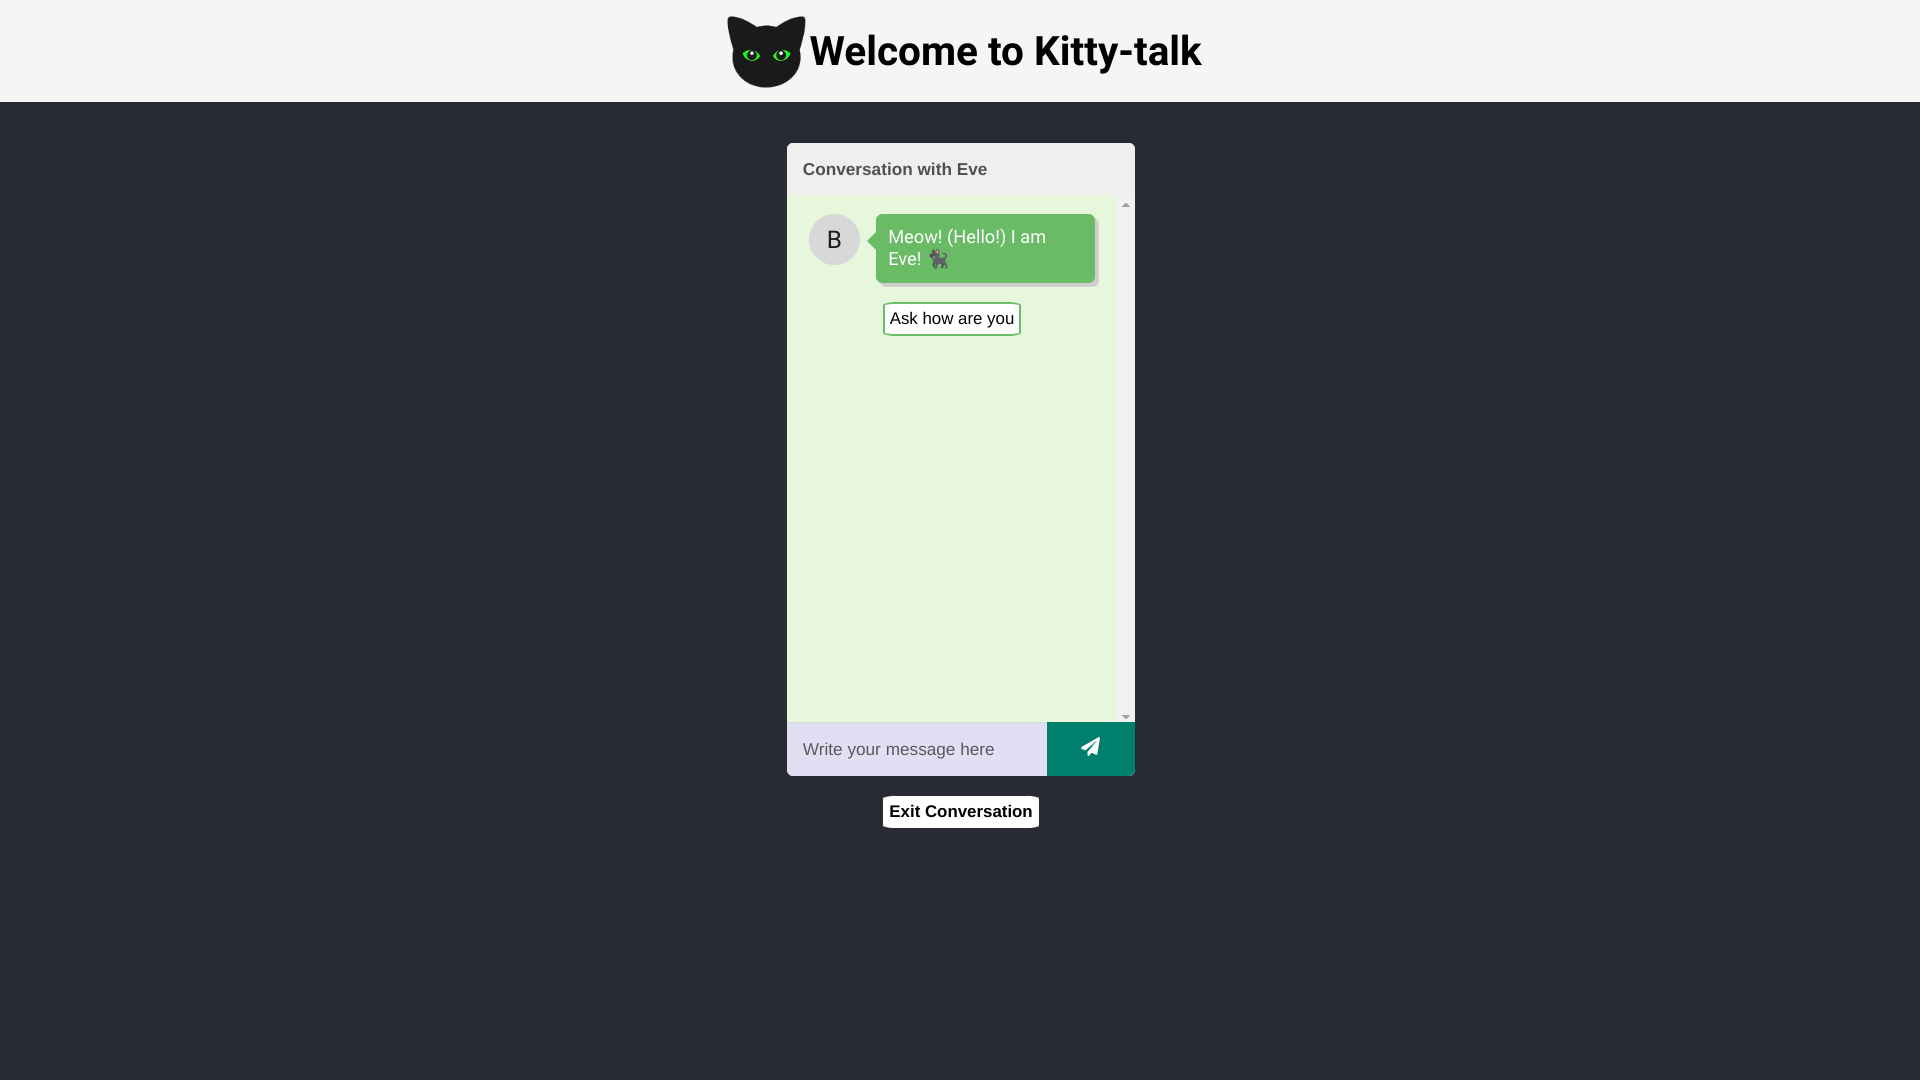 Welcome to Kitty-talk
Conversation with Eve
B
Meow! (Hello!) I am
Eve! 🐈‍⬛
Ask how are you
Write your message here
Exit Conversation